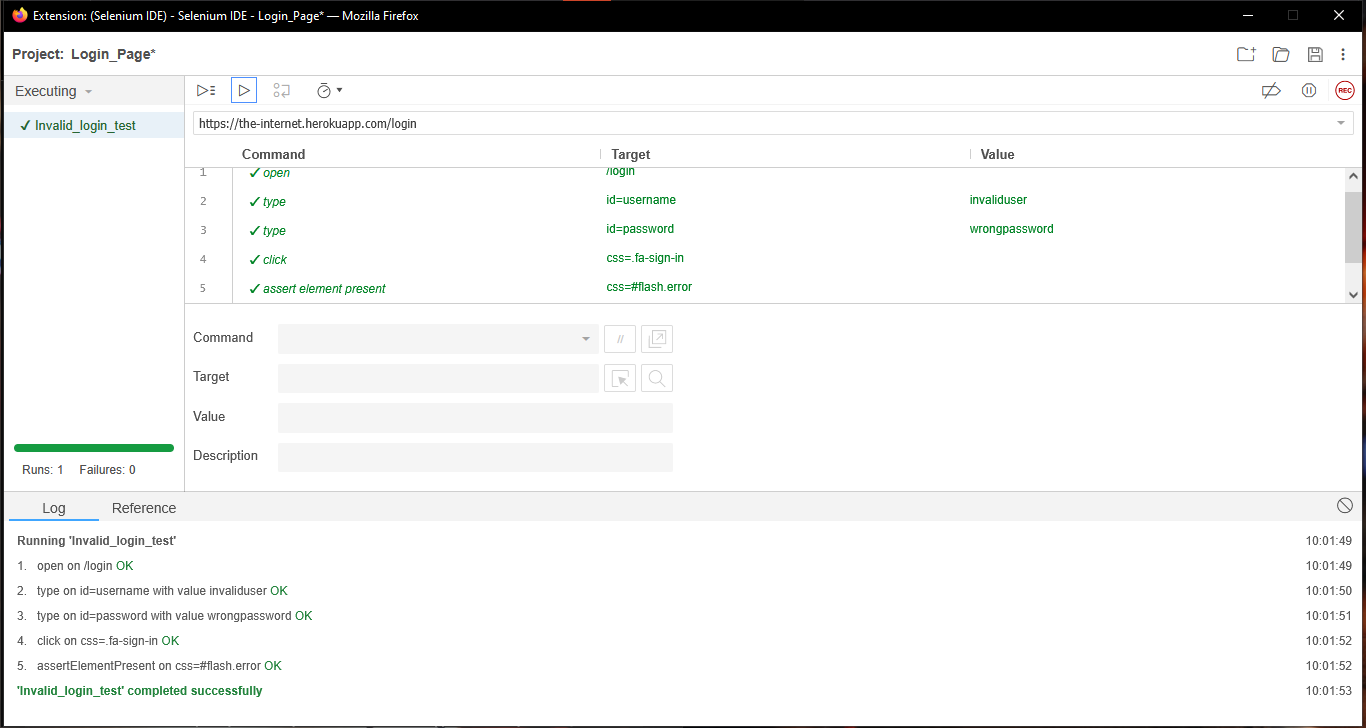 Extension: (Selenium IDE) - Selenium IDE - Login_Page* — Mozilla Firefox
Project: Login_Page*
Executing
REC
✓ Invalid_login_test
https://the-internet.herokuapp.com/login
Command Target Value
1 ✓ open /login
2 ✓ type id=username invaliduser
3 ✓ type id=password wrongpassword
4 ✓ click css=.fa-sign-in
5 ✓ assert element present css=#flash.error
Command //
Target
Value
Description
Runs: 1 Failures: 0
Log Reference
Running 'Invalid_login_test' 10:01:49
1. open on /login OK 10:01:49
2. type on id=username with value invaliduser OK 10:01:50
3. type on id=password with value wrongpassword OK 10:01:51
4. click on css=.fa-sign-in OK 10:01:52
5. assertElementPresent on css=#flash.error OK 10:01:52
'Invalid_login_test' completed successfully 10:01:53